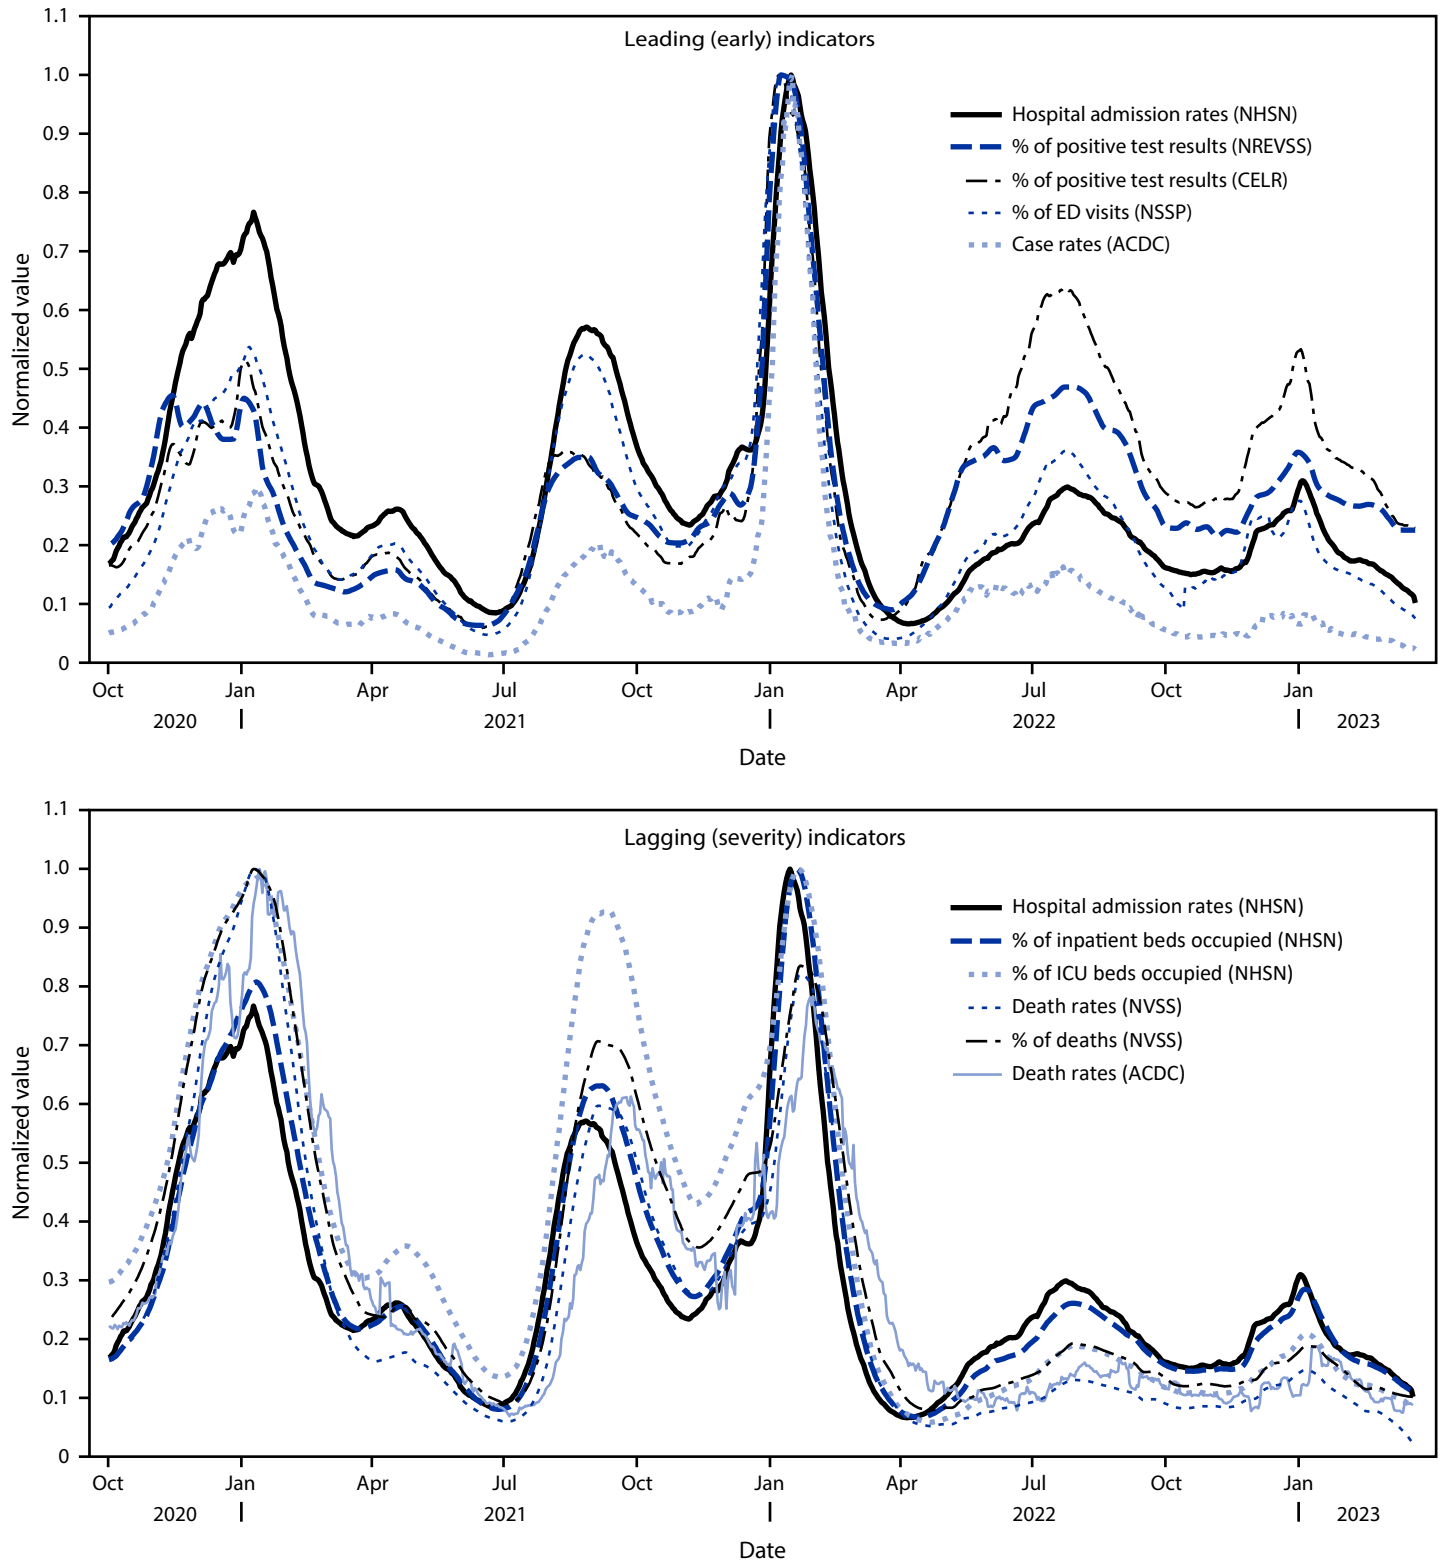 Leading (early) indicators
1.1
1.0
0.9
0.8
0.7
0.6
0.5
0.4
0.3
0.2
0.1
0
Normalized value
Hospital admission rates (NHSN)
% of positive test results (NREVSS)
% of positive test results (CELR)
% of ED visits (NSSP)
Case rates (ACDC)
Oct Jan Apr Jul Oct Jan Apr Jul Oct Jan
2020 2021 2022 2023
Date
Lagging (severity) indicators
1.1
1.0
0.9
0.8
0.7
0.6
0.5
0.4
0.3
0.2
0.1
0
Normalized value
Hospital admission rates (NHSN)
% of inpatient beds occupied (NHSN)
% of ICU beds occupied (NHSN)
Death rates (NVSS)
% of deaths (NVSS)
Death rates (ACDC)
Oct Jan Apr Jul Oct Jan Apr Jul Oct Jan
2020 2021 2022 2023
Date